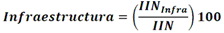 Infraestructura = (IIN_Infra / IIN) 100